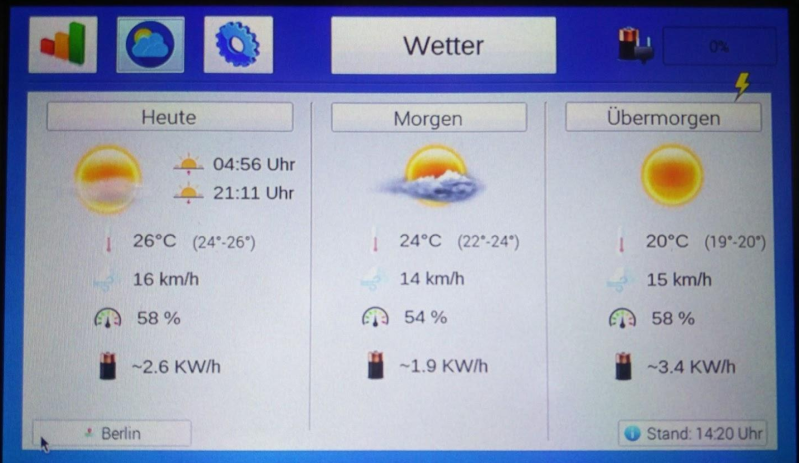 Wetter
0%
Heute
04:56 Uhr
21:11 Uhr
26°C (24°-26°)
16 km/h
58 %
~2.6 KW/h
Morgen
24°C (22°-24°)
14 km/h
54 %
~1.9 KW/h
Übermorgen
20°C (19°-20°)
15 km/h
58 %
~3.4 KW/h
Berlin
Stand: 14:20 Uhr